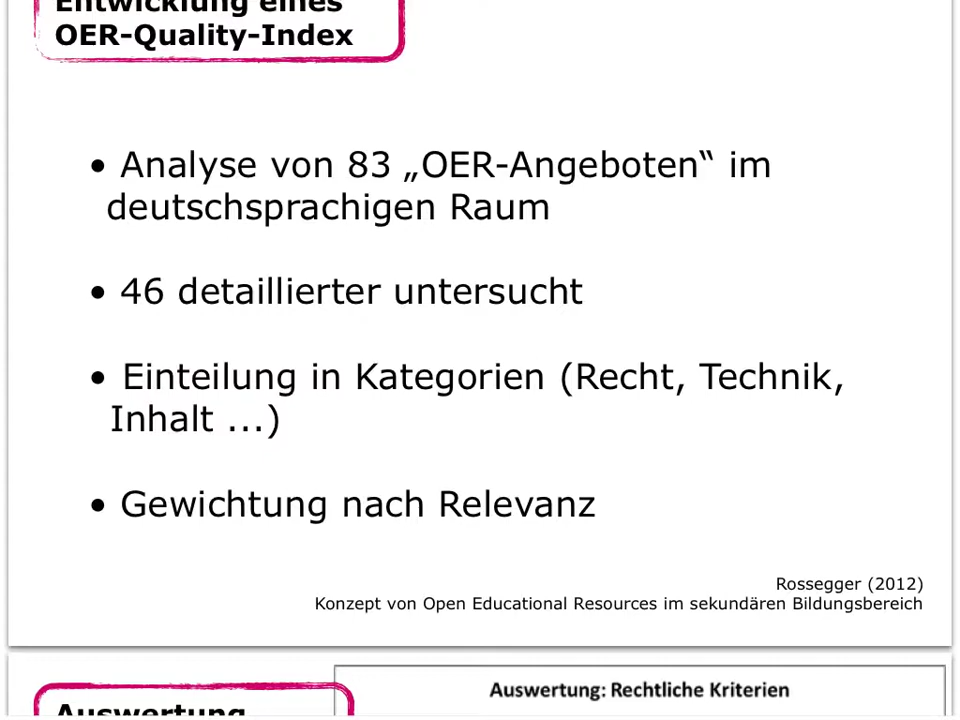 Entwicklung eines
OER-Quality-Index
• Analyse von 83 „OER-Angeboten“ im
deutschsprachigen Raum
• 46 detaillierter untersucht
• Einteilung in Kategorien (Recht, Technik,
Inhalt ...)
• Gewichtung nach Relevanz
Rossegger (2012)
Konzept von Open Educational Resources im sekundären Bildungsbereich
Auswertung: Rechtliche Kriterien
Auswertung